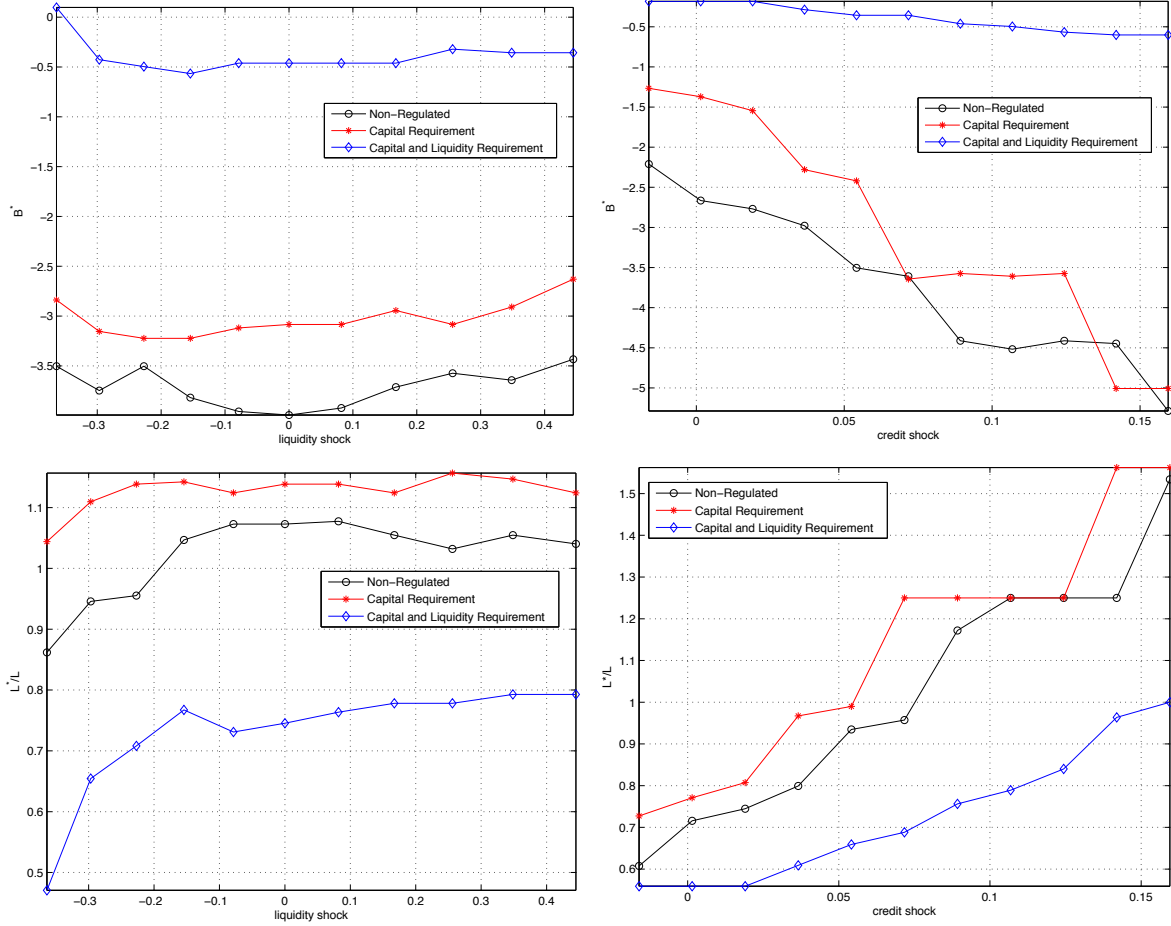 0
−0.5
−1
−1.5
−2
−2.5
−3
−3.5
B*
−0.3
−0.2
−0.1
0
0.1
0.2
0.3
0.4
liquidity shock
Non−Regulated
Capital Requirement
Capital and Liquidity Requirement
−0.5
−1
−1.5
−2
−2.5
−3
−3.5
−4
−4.5
−5
B*
0
0.05
0.1
0.15
credit shock
Non−Regulated
Capital Requirement
Capital and Liquidity Requirement
1.1
1
0.9
0.8
0.7
0.6
0.5
L*/L
−0.3
−0.2
−0.1
0
0.1
0.2
0.3
0.4
liquidity shock
Non−Regulated
Capital Requirement
Capital and Liquidity Requirement
1.5
1.4
1.3
1.2
1.1
1
0.9
0.8
0.7
0.6
L*/L
0
0.05
0.1
0.15
credit shock
Non−Regulated
Capital Requirement
Capital and Liquidity Requirement